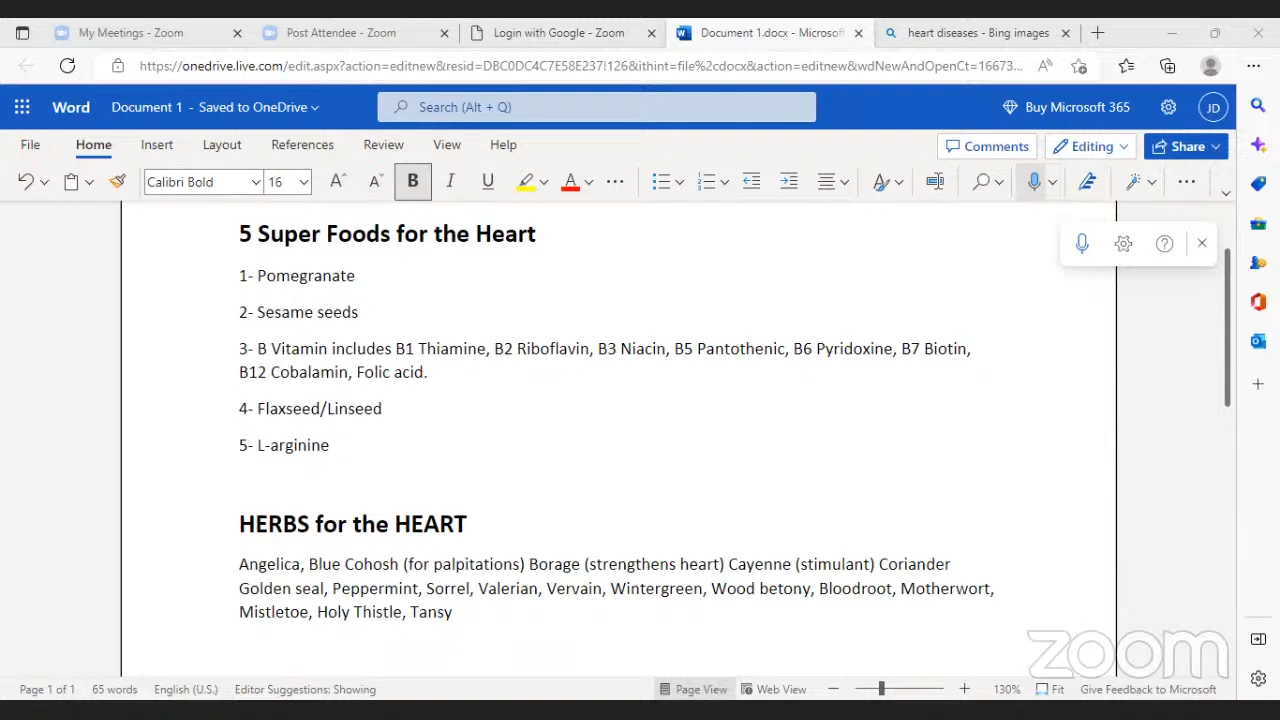 My Meetings - Zoom
Post Attendee - Zoom
Login with Google - Zoom
Document 1.docx - Microsoft
heart diseases - Bing images
https://onedrive.live.com/edit.aspx?action=editnew&resid=DBC0DC4C7E58E237!126&ithint=file%2cdocx&action=editnew&wdNewAndOpenCt=16673...
Word
Document 1 - Saved to OneDrive
Search (Alt + Q)
Buy Microsoft 365
JD
File Home Insert Layout References Review View Help
Comments
Editing
Share
Calibri Bold
16
5 Super Foods for the Heart
1- Pomegranate
2- Sesame seeds
3- B Vitamin includes B1 Thiamine, B2 Riboflavin, B3 Niacin, B5 Pantothenic, B6 Pyridoxine, B7 Biotin,
B12 Cobalamin, Folic acid.
4- Flaxseed/Linseed
5- L-arginine
HERBS for the HEART
Angelica, Blue Cohosh (for palpitations) Borage (strengthens heart) Cayenne (stimulant) Coriander
Golden seal, Peppermint, Sorrel, Valerian, Vervain, Wintergreen, Wood betony, Bloodroot, Motherwort,
Mistletoe, Holy Thistle, Tansy
zoom
Page 1 of 1
65 words
English (U.S.)
Editor Suggestions: Showing
Page View
Web View
130%
Fit
Give Feedback to Microsoft